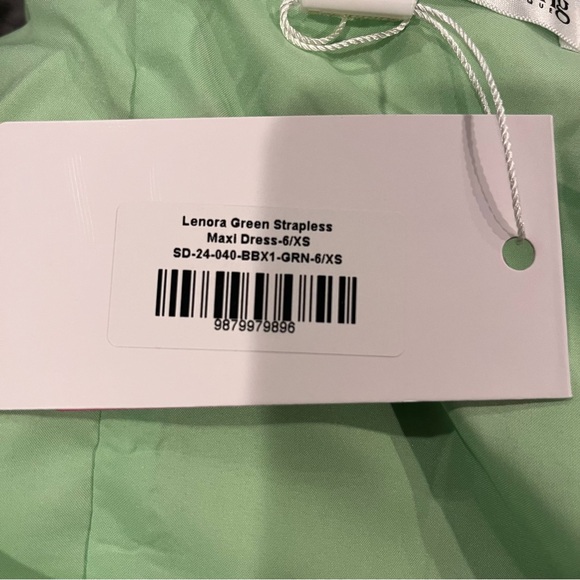 Lenora Green Strapless
Maxi Dress-6/XS
SD-24-040-BBX1-GRN-6/XS
9879979896